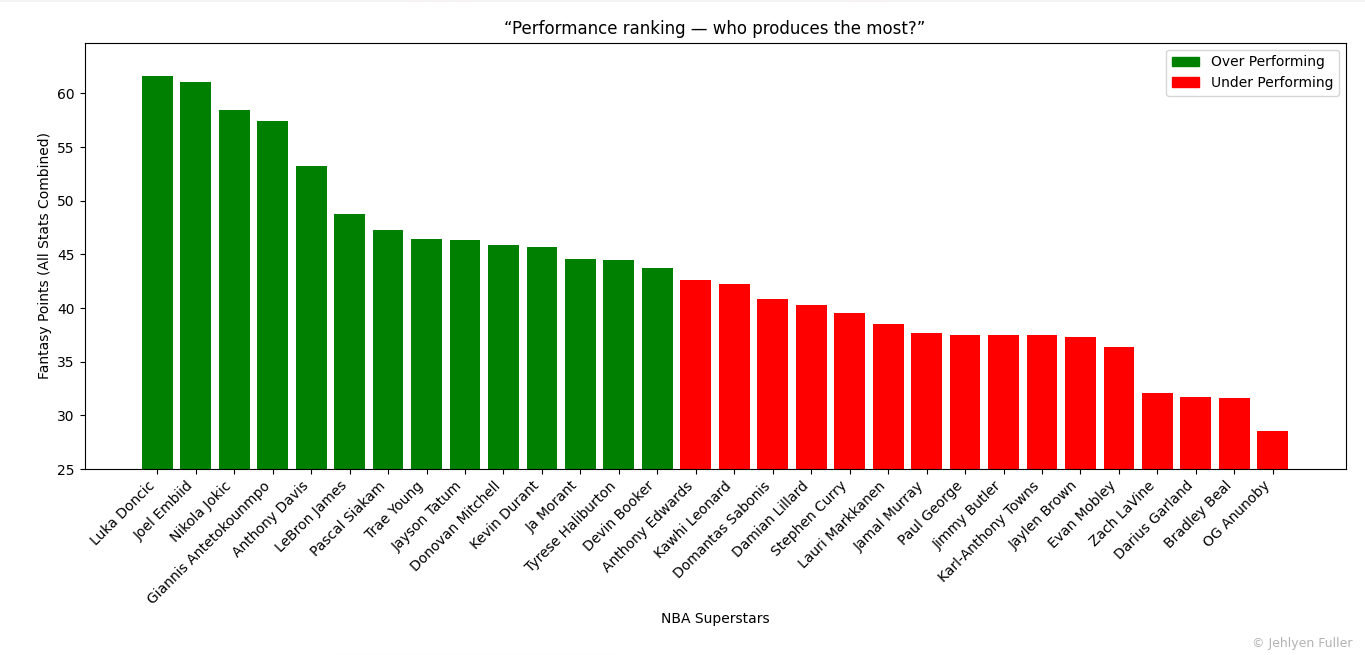 “Performance ranking — who produces the most?”
Over Performing
Under Performing
Fantasy Points (All Stats Combined)
60
55
50
45
40
35
30
25
Luka Doncic
Joel Embiid
Nikola Jokic
Giannis Antetokounmpo
Anthony Davis
LeBron James
Pascal Siakam
Trae Young
Jayson Tatum
Donovan Mitchell
Kevin Durant
Ja Morant
Tyrese Haliburton
Devin Booker
Anthony Edwards
Kawhi Leonard
Domantas Sabonis
Damian Lillard
Stephen Curry
Lauri Markkanen
Jamal Murray
Paul George
Jimmy Butler
Karl-Anthony Towns
Jaylen Brown
Evan Mobley
Zach LaVine
Darius Garland
Bradley Beal
OG Anunoby
NBA Superstars
© Jehlyen Fuller